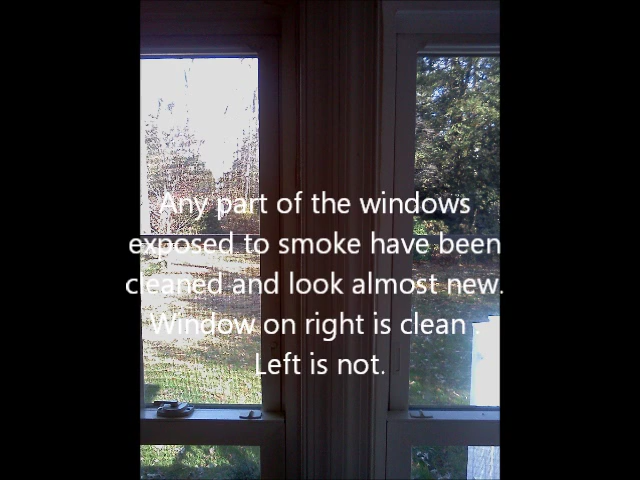 Any part of the windows
exposed to smoke have been
cleaned and look almost new.
Window on right is clean .
Left is not.